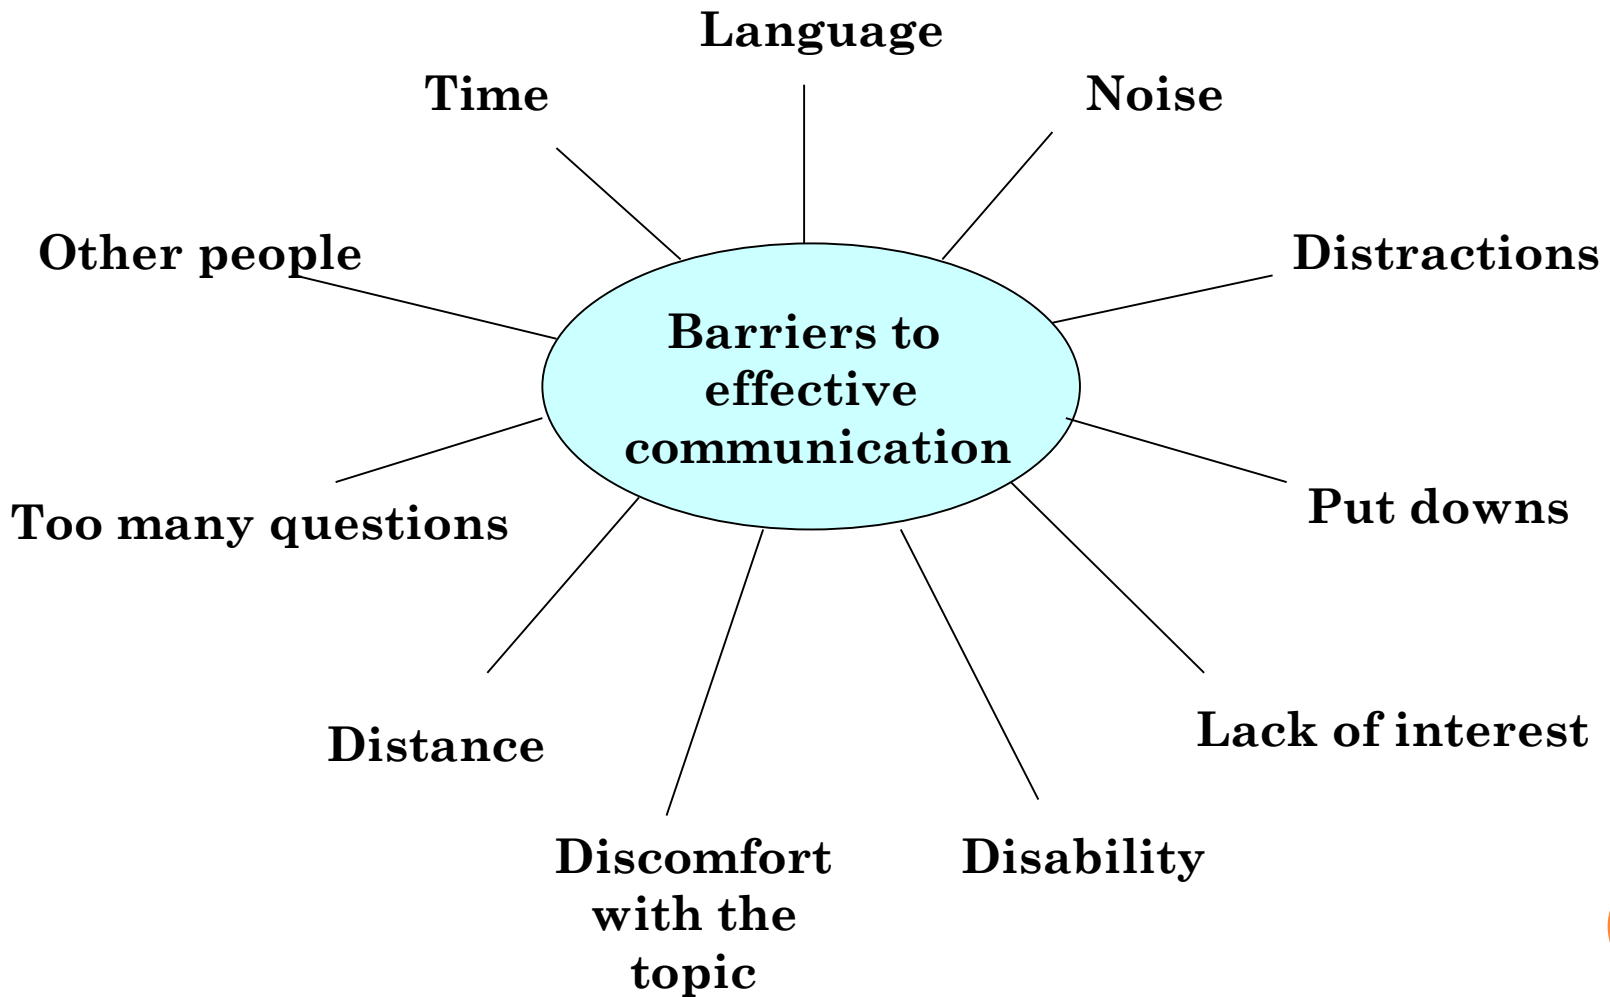 Language
Time
Noise
Other people
Distractions
Barriers to
effective
communication
Too many questions
Put downs
Distance
Lack of interest
Discomfort
with the
topic
Disability